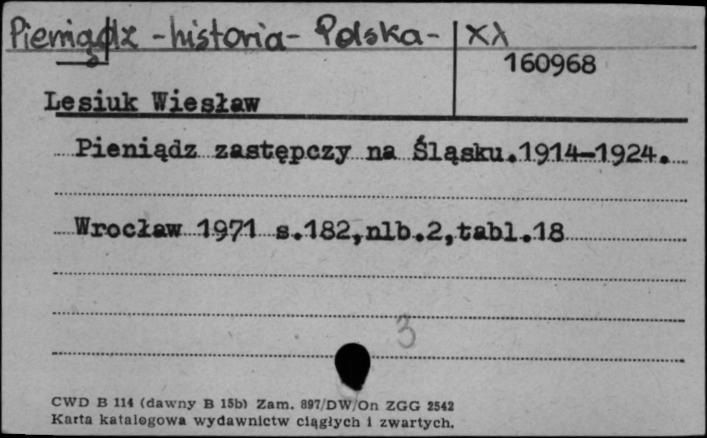 Pieniądz - historia - Polska - XX
160968
Lesiuk Wiesław
Pieniądz zastępczy na Śląsku.1914-1924.
Wrocław 1971 s.182,nlb.2,tabl.18
3
CWD B 114 (dawny B 15b) Zam. 897/DW/On ZGG 2542
Karta katalogowa wydawnictw ciągłych i zwartych.